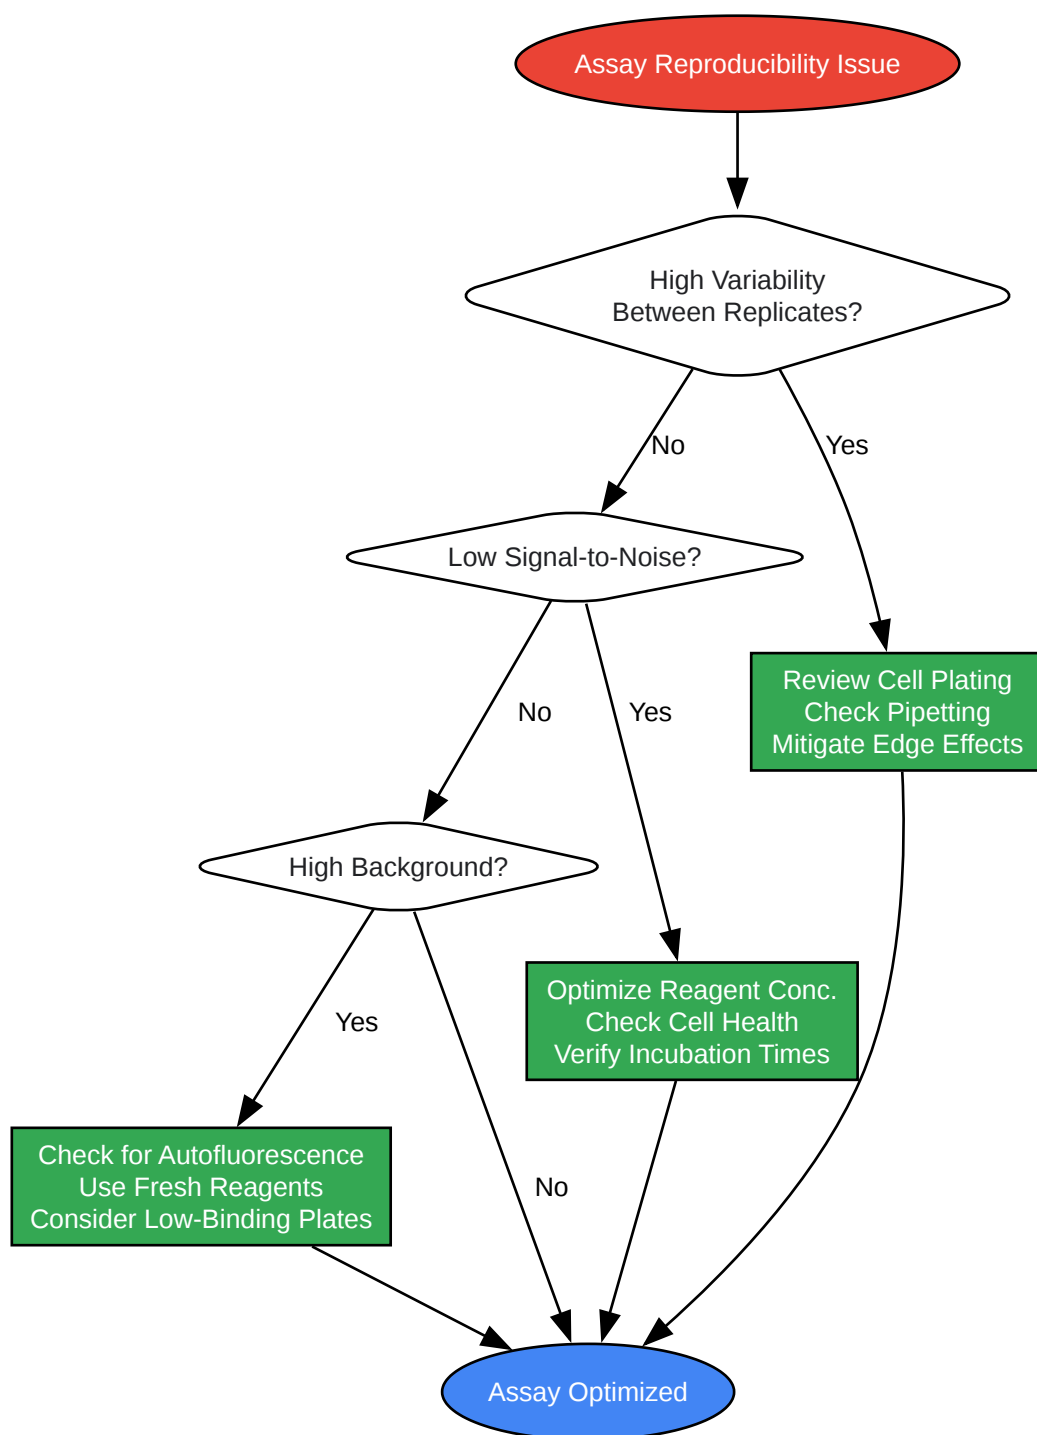 Assay Reproducibility Issue
High Variability
Between Replicates?
No
Yes
Low Signal-to-Noise?
Review Cell Plating
Check Pipetting
Mitigate Edge Effects
No
Yes
High Background?
Optimize Reagent Conc.
Check Cell Health
Verify Incubation Times
Yes
Check for Autofluorescence
Use Fresh Reagents
Consider Low-Binding Plates
No
Assay Optimized